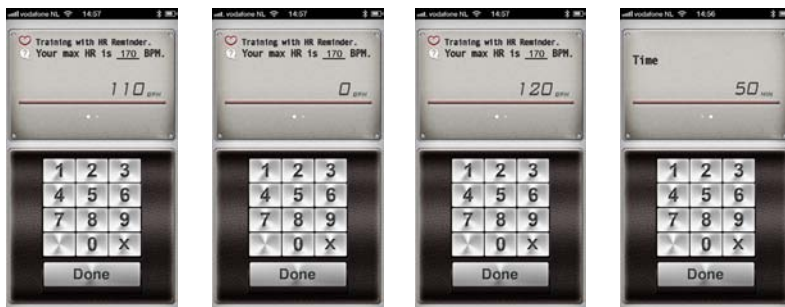 vodafone NL 14:57
Training with HR Reminder.
Your max HR is 170 BPM.
110 BPM
1 2 3
4 5 6
7 8 9
0 X
Done
vodafone NL 14:57
Training with HR Reminder.
Your max HR is 170 BPM.
0 BPM
1 2 3
4 5 6
7 8 9
0 X
Done
vodafone NL 14:57
Training with HR Reminder.
Your max HR is 170 BPM.
120 BPM
1 2 3
4 5 6
7 8 9
0 X
Done
vodafone NL 14:56
Time
50 MIN
1 2 3
4 5 6
7 8 9
0 X
Done